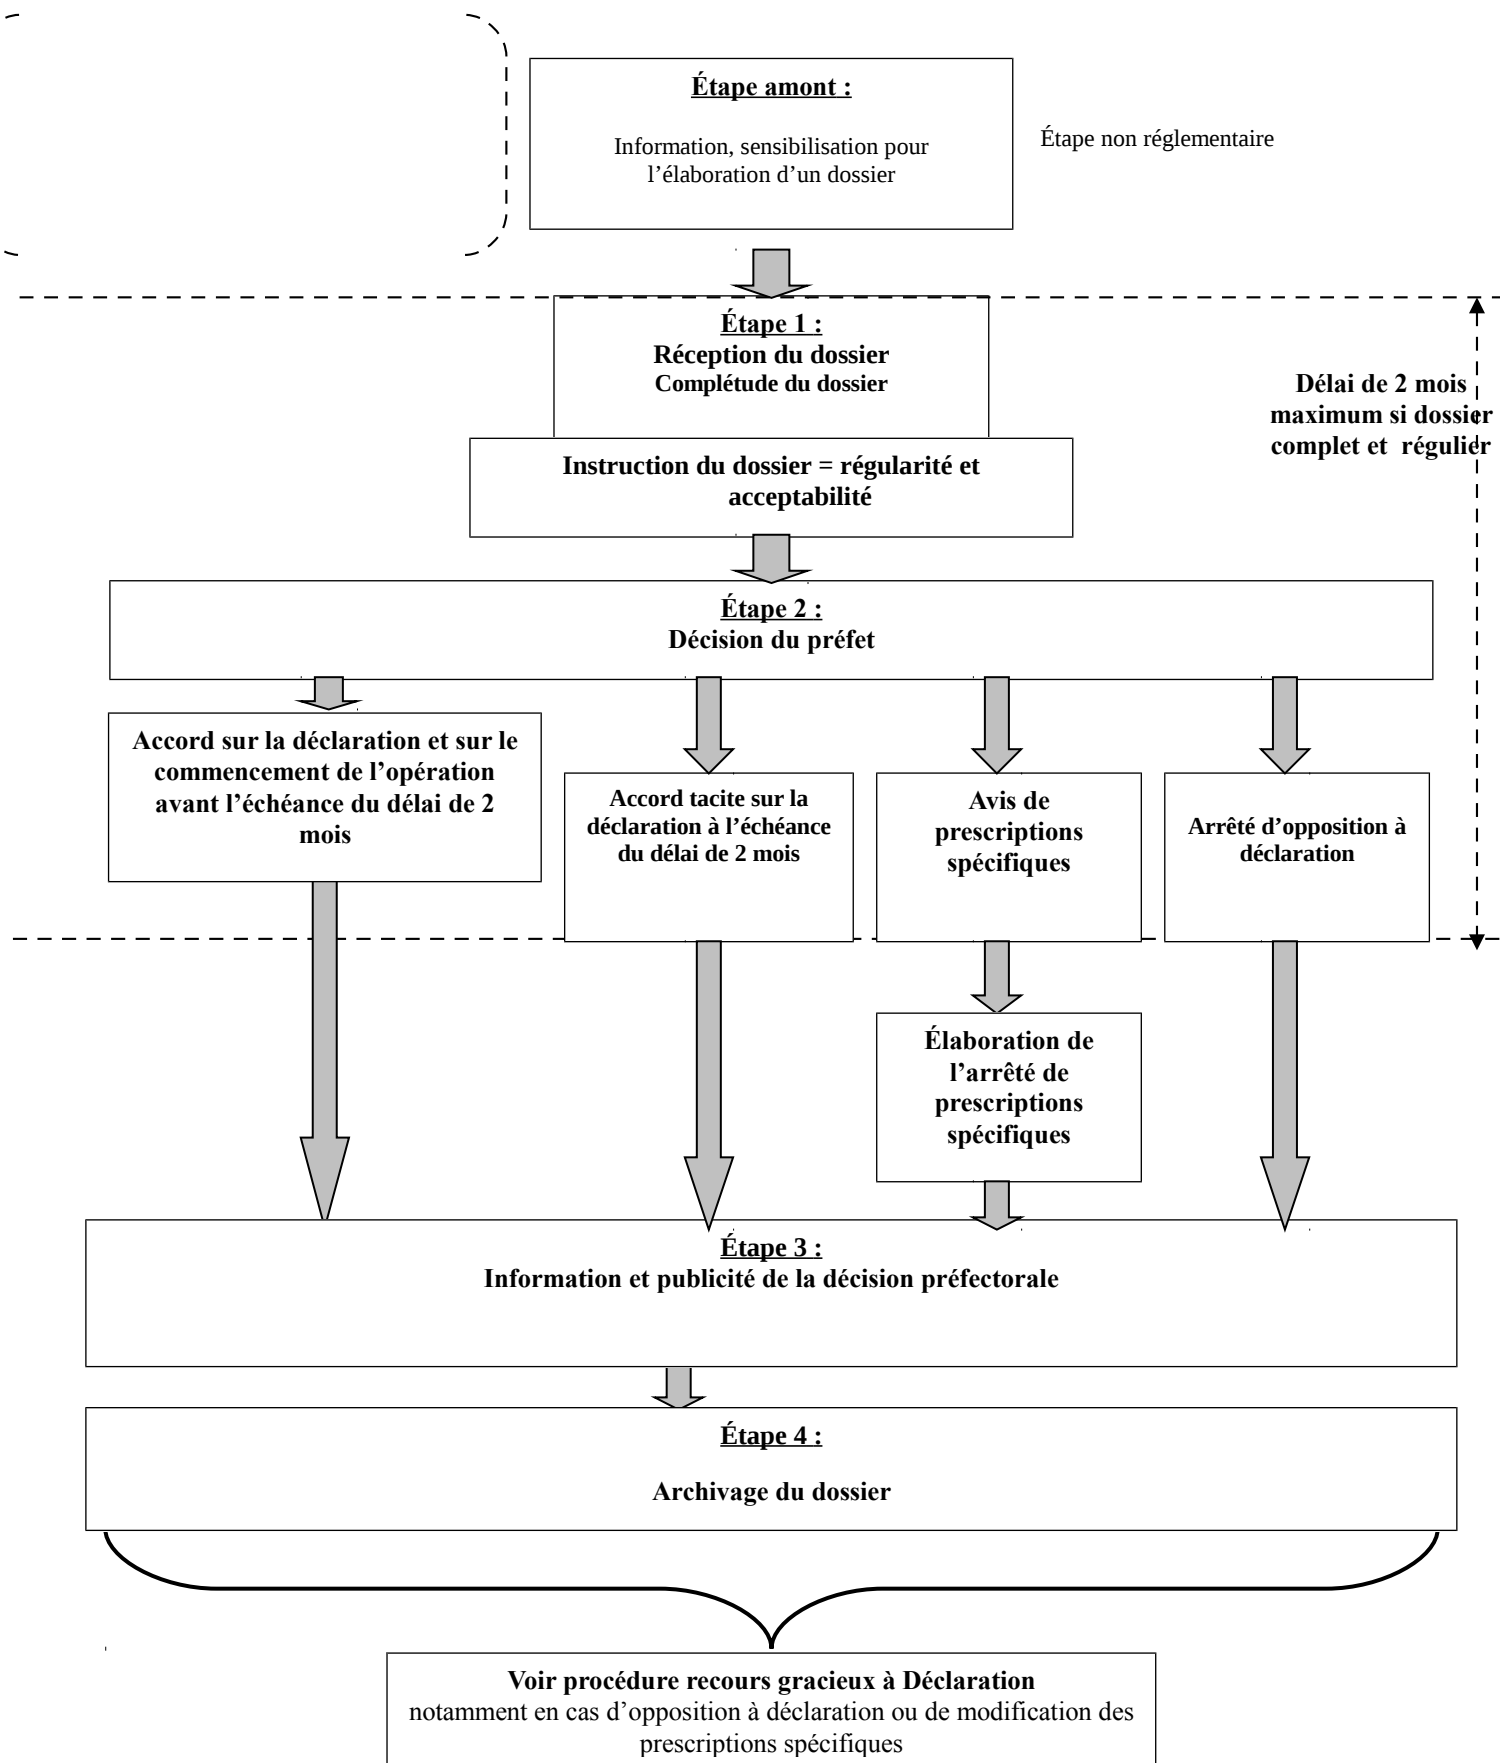 Étape amont :
Information, sensibilisation pour
l’élaboration d’un dossier
Étape non réglementaire
Étape 1 :
Réception du dossier
Complétude du dossier
Délai de 2 mois
maximum si dossier
complet et régulier
Instruction du dossier = régularité et
acceptabilité
Étape 2 :
Décision du préfet
Accord sur la déclaration et sur le
commencement de l’opération
avant l’échéance du délai de 2
mois
Accord tacite sur la
déclaration à l’échéance
du délai de 2 mois
Avis de
prescriptions
spécifiques
Arrêté d’opposition à
déclaration
Élaboration de
l’arrêté de
prescriptions
spécifiques
Étape 3 :
Information et publicité de la décision préfectorale
Étape 4 :
Archivage du dossier
Voir procédure recours gracieux à Déclaration
notamment en cas d’opposition à déclaration ou de modification des
prescriptions spécifiques